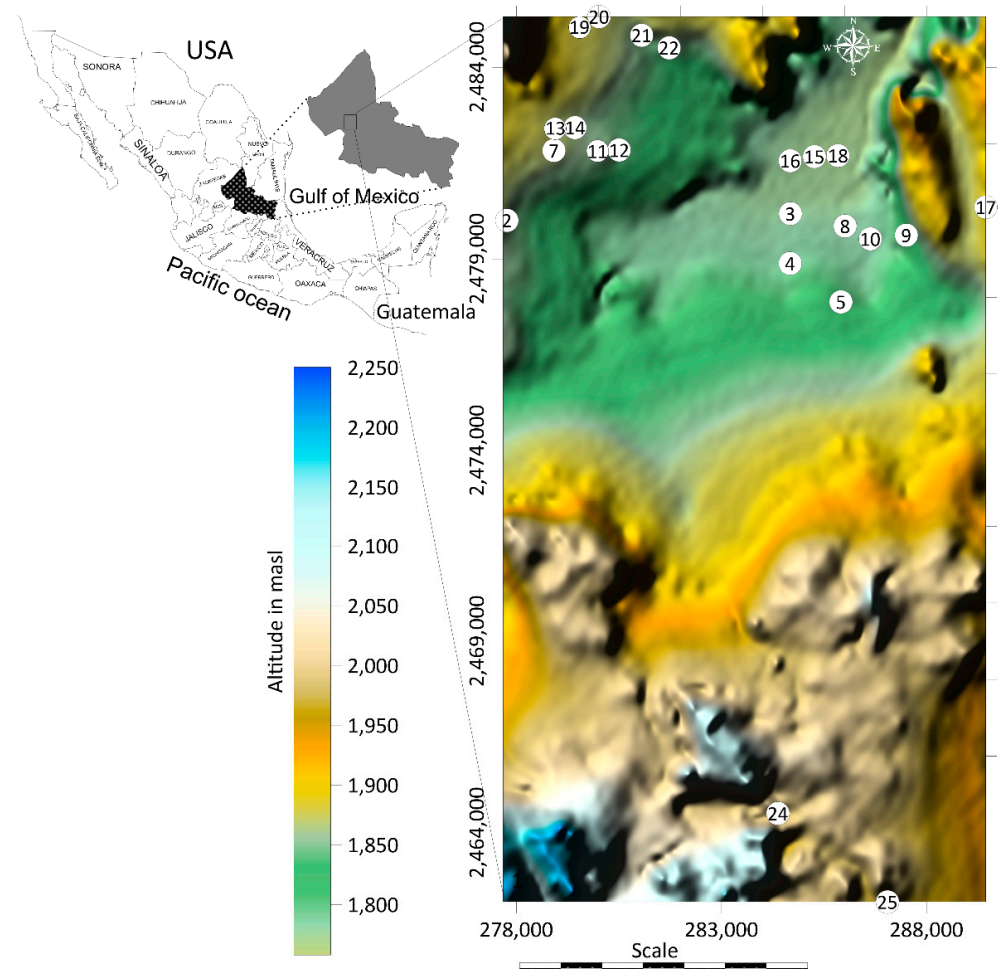 USA
SONORA
CHIHUAHUA
COAHUILA
SINALOA
DURANGO
NUEVO
Gulf of Mexico
JALISCO
VERACRUZ
GUERRERO
OAXACA
CHIAPAS
Pacific ocean
Guatemala
Altitude in masl
2,250
2,200
2,150
2,100
2,050
2,000
1,950
1,900
1,850
1,800
2,484,000
2,479,000
2,474,000
2,469,000
2,464,000
N
W E
S
20
19
21
22
13 14
7
11 12
16 15 18
2
3
17
8
10
9
4
5
24
25
278,000
283,000
288,000
Scale